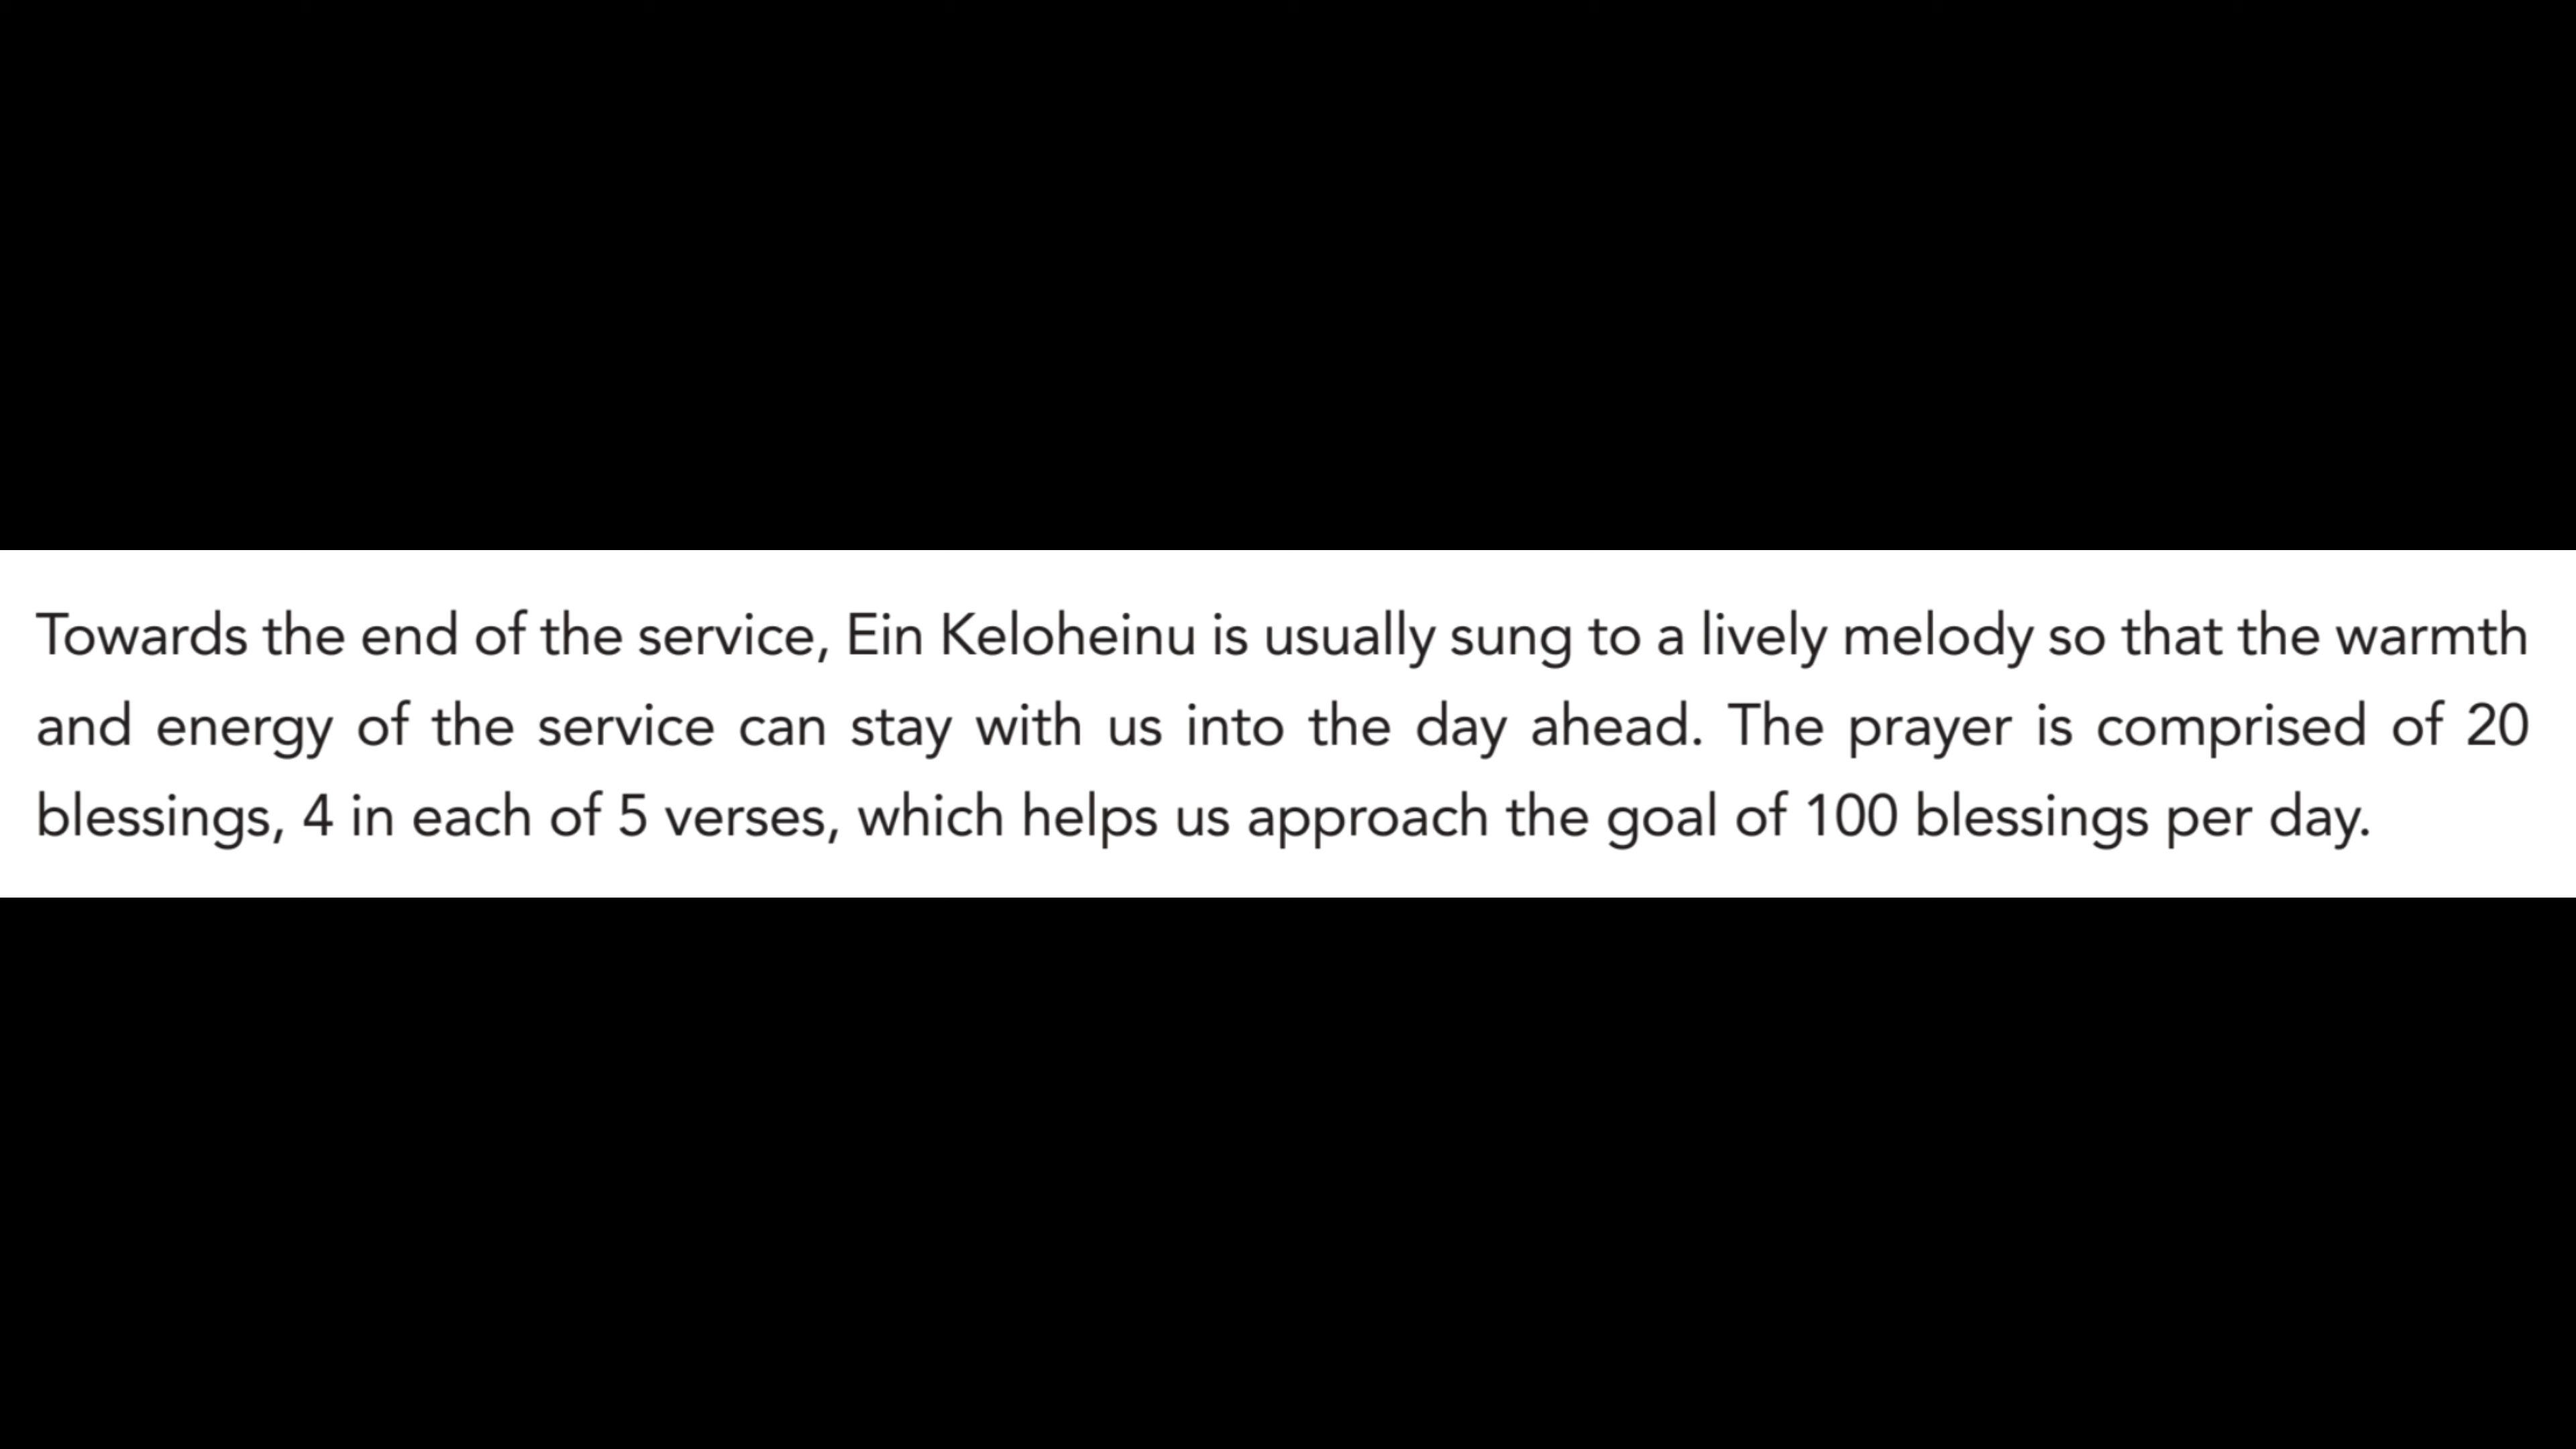 Towards the end of the service, Ein Keloheinu is usually sung to a lively melody so that the warmth
and energy of the service can stay with us into the day ahead. The prayer is comprised of 20
blessings, 4 in each of 5 verses, which helps us approach the goal of 100 blessings per day.